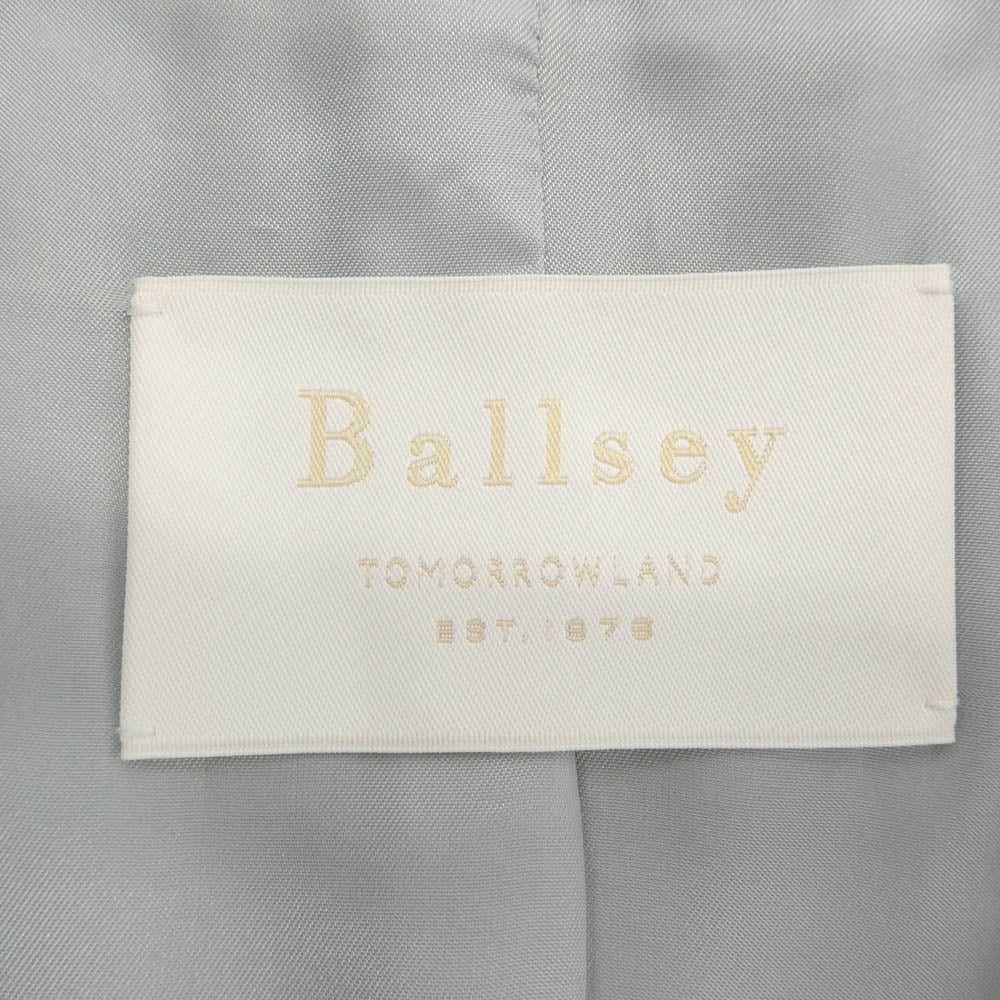 Ballsey
TOMORROWLAND
EST. 1978